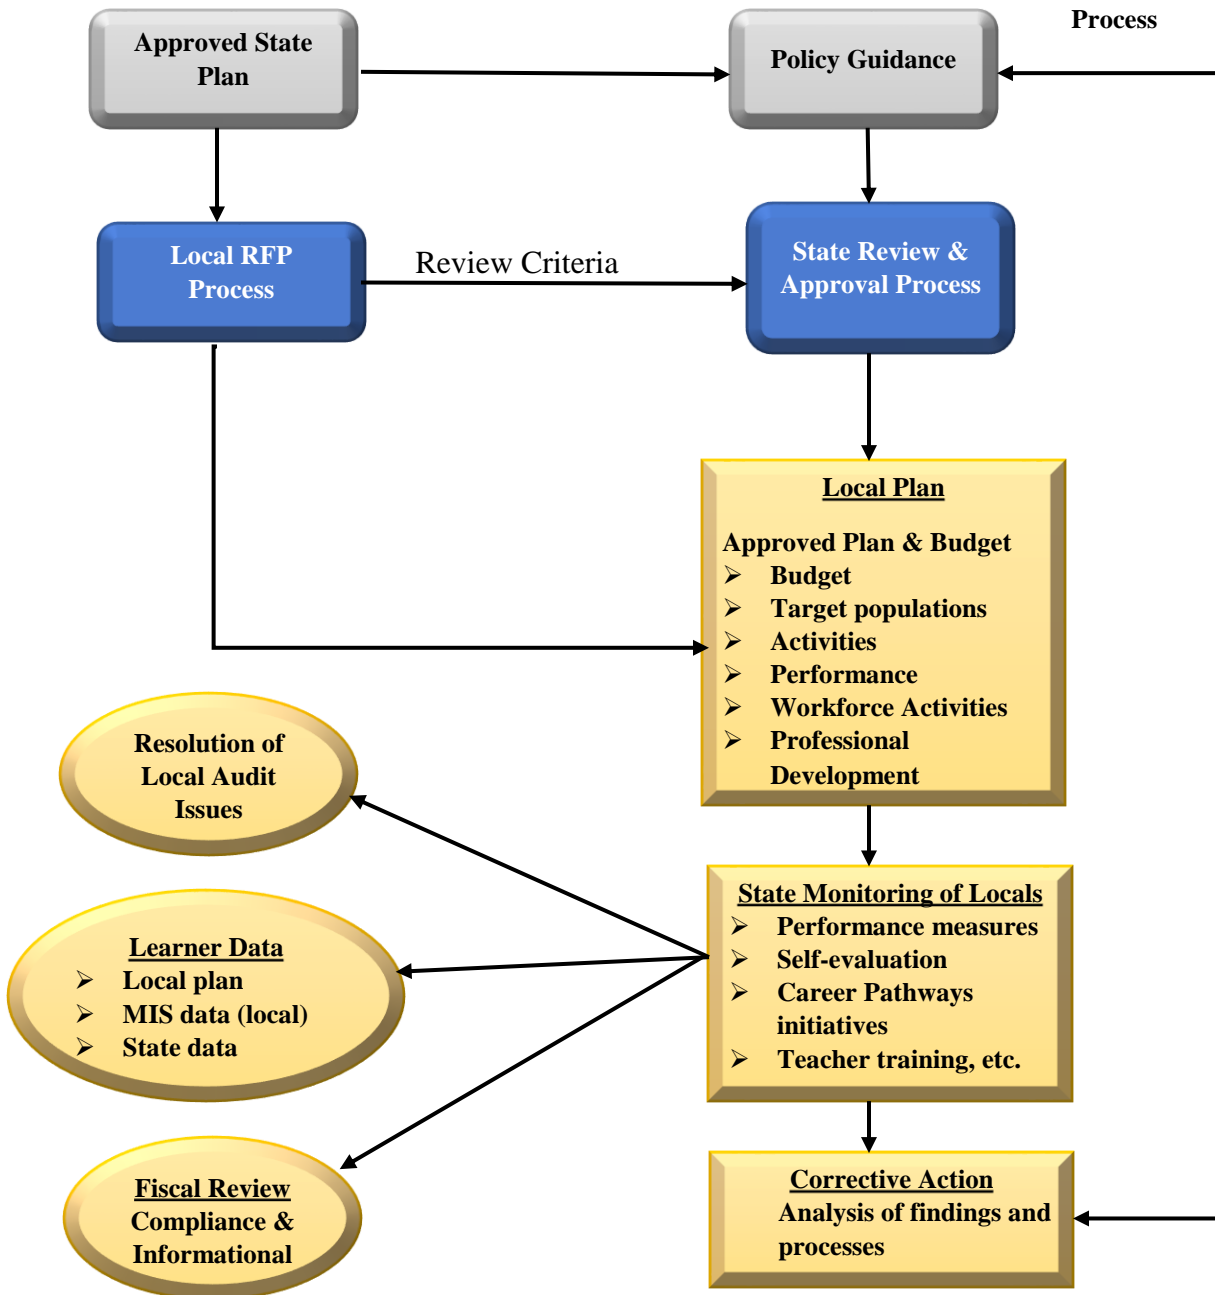 Process
Approved State
Plan
Policy Guidance
Local RFP
Process
Review Criteria
State Review &
Approval Process
Local Plan
Approved Plan & Budget
➢ Budget
➢ Target populations
➢ Activities
➢ Performance
➢ Workforce Activities
➢ Professional
Development
Resolution of
Local Audit
Issues
Learner Data
➢ Local plan
➢ MIS data (local)
➢ State data
State Monitoring of Locals
➢ Performance measures
➢ Self-evaluation
➢ Career Pathways
initiatives
➢ Teacher training, etc.
Fiscal Review
Compliance &
Informational
Corrective Action
Analysis of findings and
processes